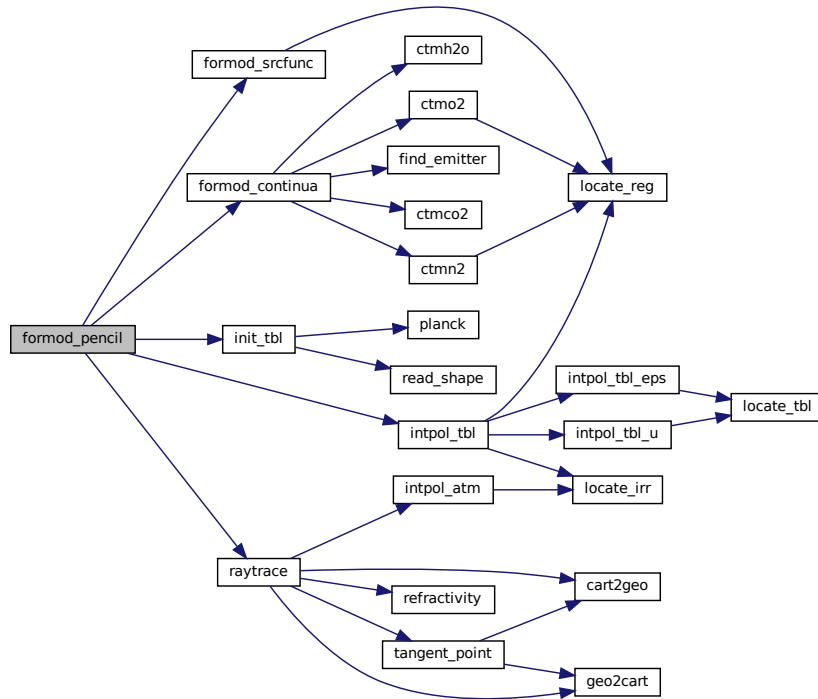 formod_pencil
formod_srcfunc
formod_continua
init_tbl
raytrace
ctmh2o
ctmo2
find_emitter
ctmco2
ctmn2
planck
read_shape
intpol_tbl
intpol_atm
refractivity
tangent_point
locate_reg
intpol_tbl_eps
intpol_tbl_u
locate_irr
cart2geo
geo2cart
locate_tbl